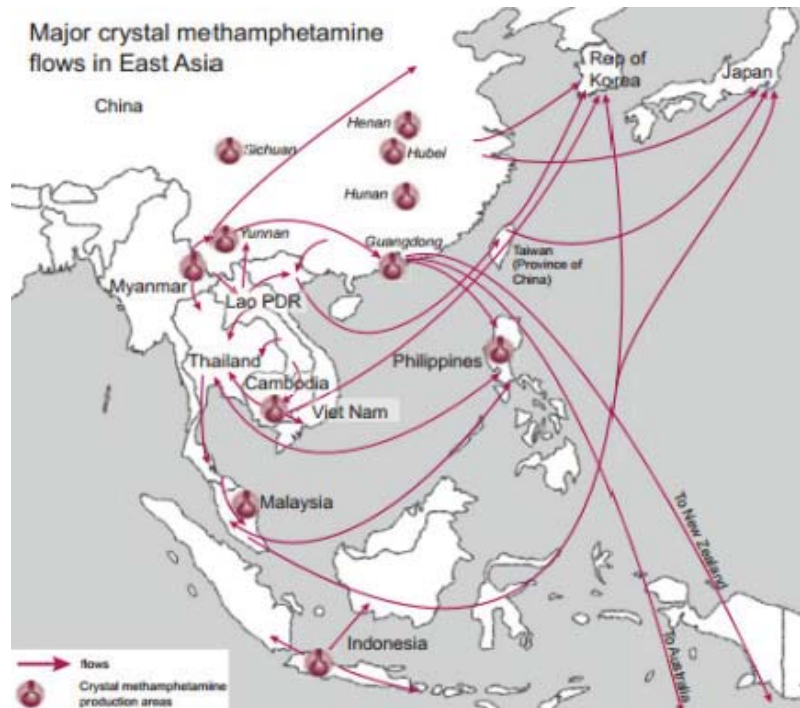 Major crystal methamphetamine
flows in East Asia
China
Rep of
Korea
Japan
Henan
Sichuan
Hubei
Hunan
Yunnan
Guangdong
Taiwan
(Province of
China)
Myanmar
Lao PDR
Thailand
Philippines
Cambodia
Viet Nam
Malaysia
To New Zealand
Indonesia
To Australia
flows
Crystal methamphetamine
production areas